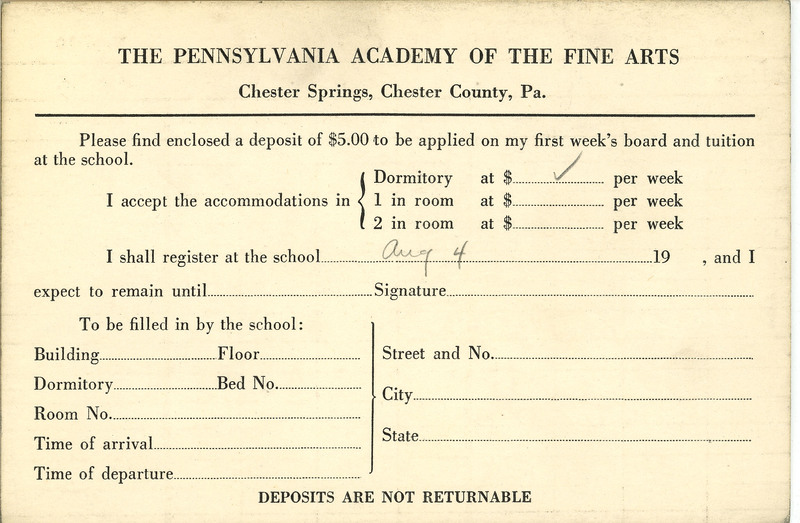 THE PENNSYLVANIA ACADEMY OF THE FINE ARTS
Chester Springs, Chester County, Pa.
Please find enclosed a deposit of $5.00 to be applied on my first week's board and tuition
at the school.
I accept the accommodations in
Dormitory at $ ✓ per week
1 in room at $ per week
2 in room at $ per week
I shall register at the school Aug 4 19 , and I
expect to remain until Signature
To be filled in by the school:
Building Floor
Dormitory Bed No.
Room No.
Time of arrival
Time of departure
Street and No.
City
State
DEPOSITS ARE NOT RETURNABLE